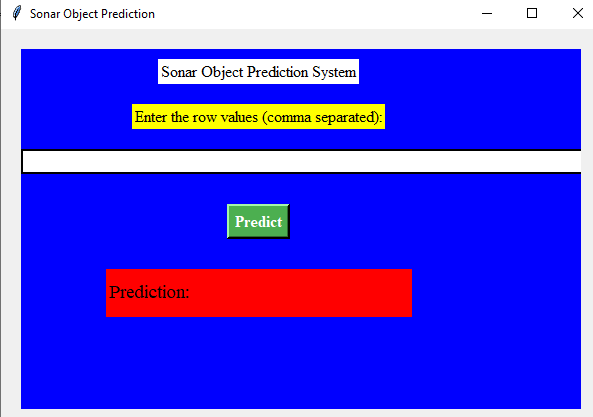 Sonar Object Prediction
Sonar Object Prediction System
Enter the row values (comma separated):
Predict
Prediction: